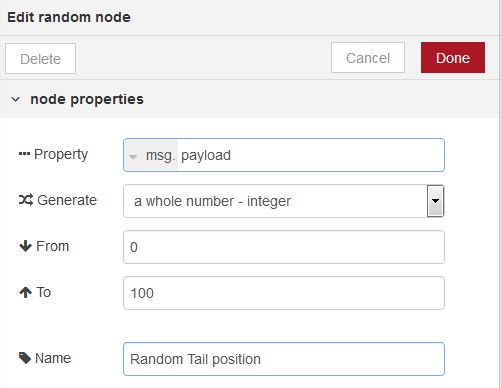 Edit random node
Delete Cancel Done
node properties
Property msg. payload
Generate a whole number - integer
From 0
To 100
Name Random Tail position